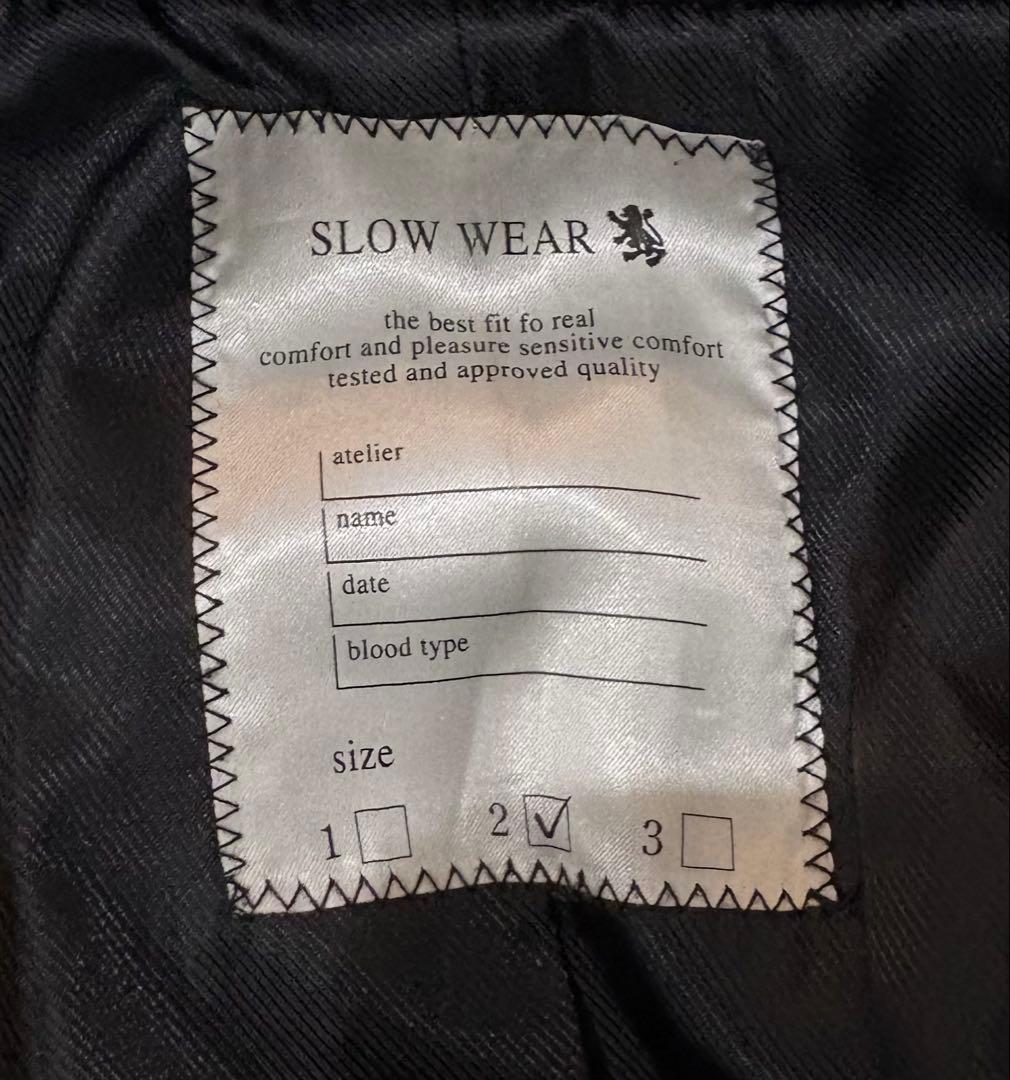 SLOW WEAR
the best fit fo real
comfort and pleasure sensitive comfort
tested and approved quality
atelier
name
date
blood type
size
1 2 3